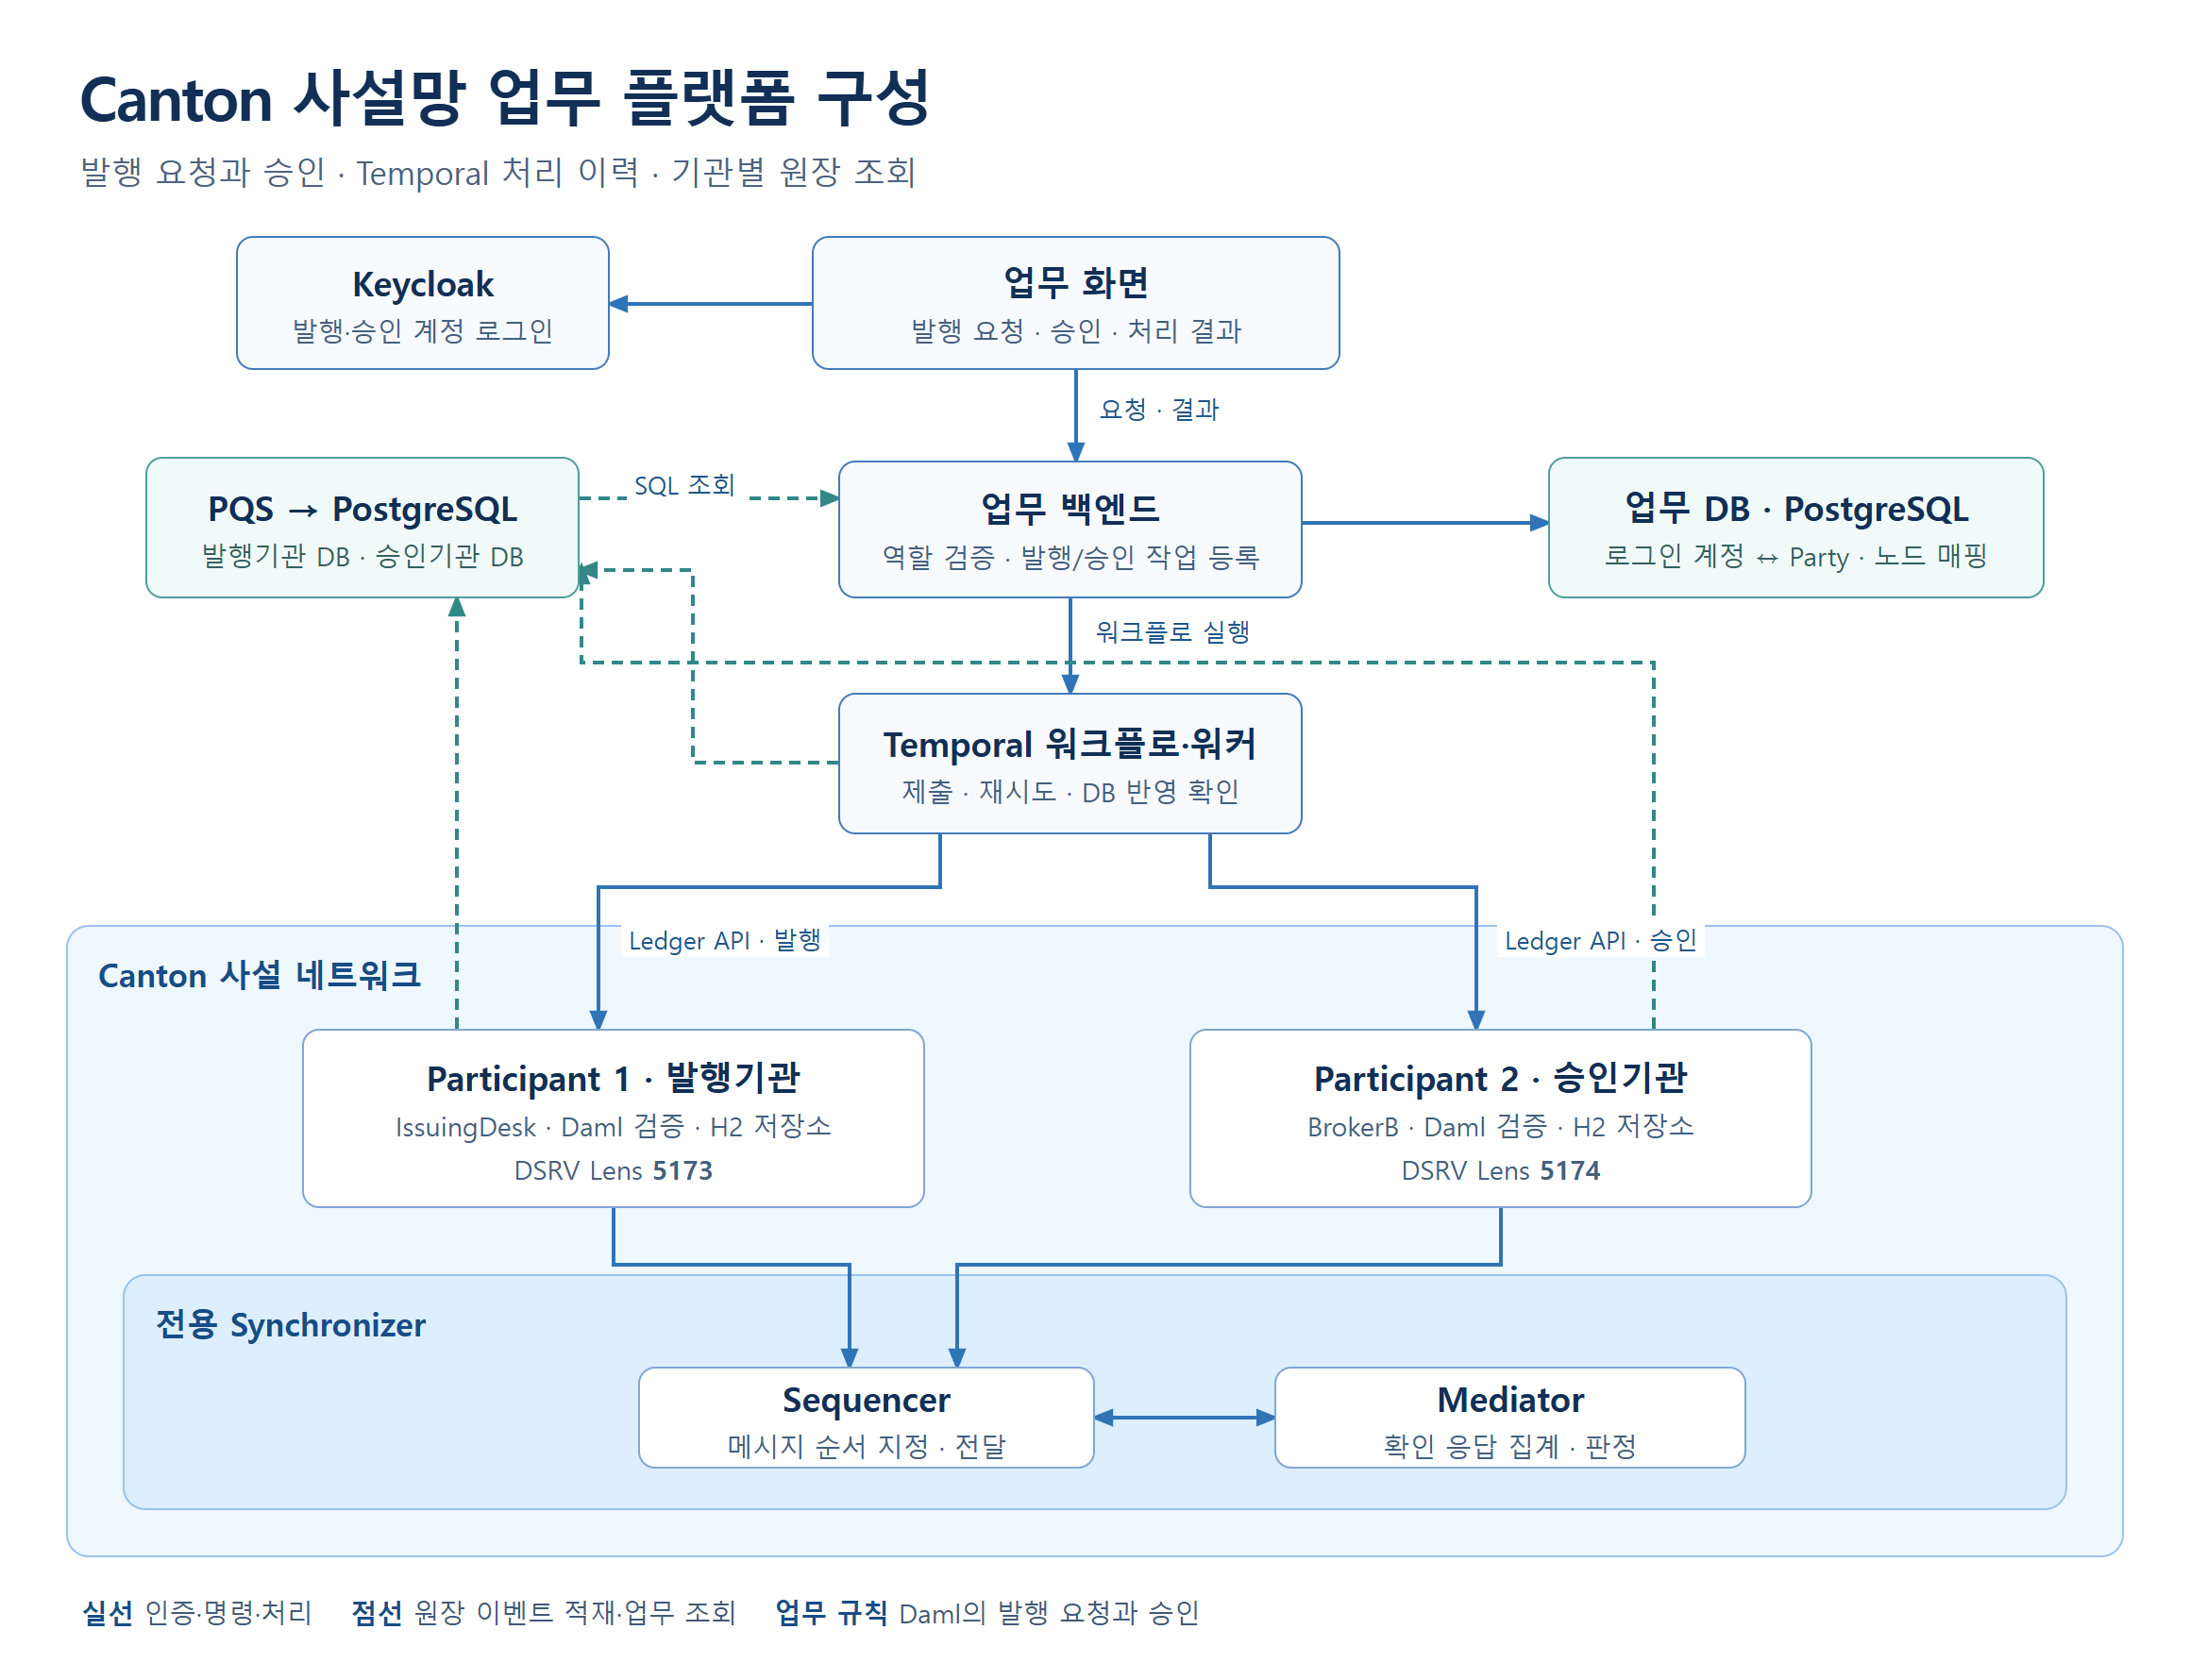 Canton 사설망 업무 플랫폼 구성
발행 요청과 승인 · Temporal 처리 이력 · 기관별 원장 조회
Keycloak
발행·승인 계정 로그인
업무 화면
발행 요청 · 승인 · 처리 결과
요청 · 결과
PQS → PostgreSQL
발행기관 DB · 승인기관 DB
SQL 조회
업무 백엔드
역할 검증 · 발행/승인 작업 등록
업무 DB · PostgreSQL
로그인 계정 ↔ Party · 노드 매핑
워크플로 실행
Temporal 워크플로·워커
제출 · 재시도 · DB 반영 확인
Ledger API · 발행
Ledger API · 승인
Canton 사설 네트워크
Participant 1 · 발행기관
IssuingDesk · Daml 검증 · H2 저장소
DSRV Lens 5173
Participant 2 · 승인기관
BrokerB · Daml 검증 · H2 저장소
DSRV Lens 5174
전용 Synchronizer
Sequencer
메시지 순서 지정 · 전달
Mediator
확인 응답 집계 · 판정
실선 인증·명령·처리 점선 원장 이벤트 적재·업무 조회 업무 규칙 Daml의 발행 요청과 승인